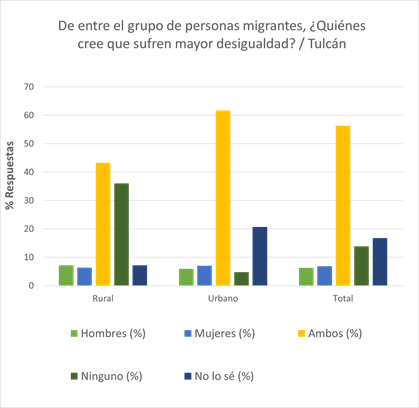 De entre el grupo de personas migrantes, ¿Quiénes
cree que sufren mayor desigualdad? / Tulcán
% Respuestas
70
60
50
40
30
20
10
0
Rural Urbano Total
Hombres (%) Mujeres (%) Ambos (%)
Ninguno (%) No lo sé (%)